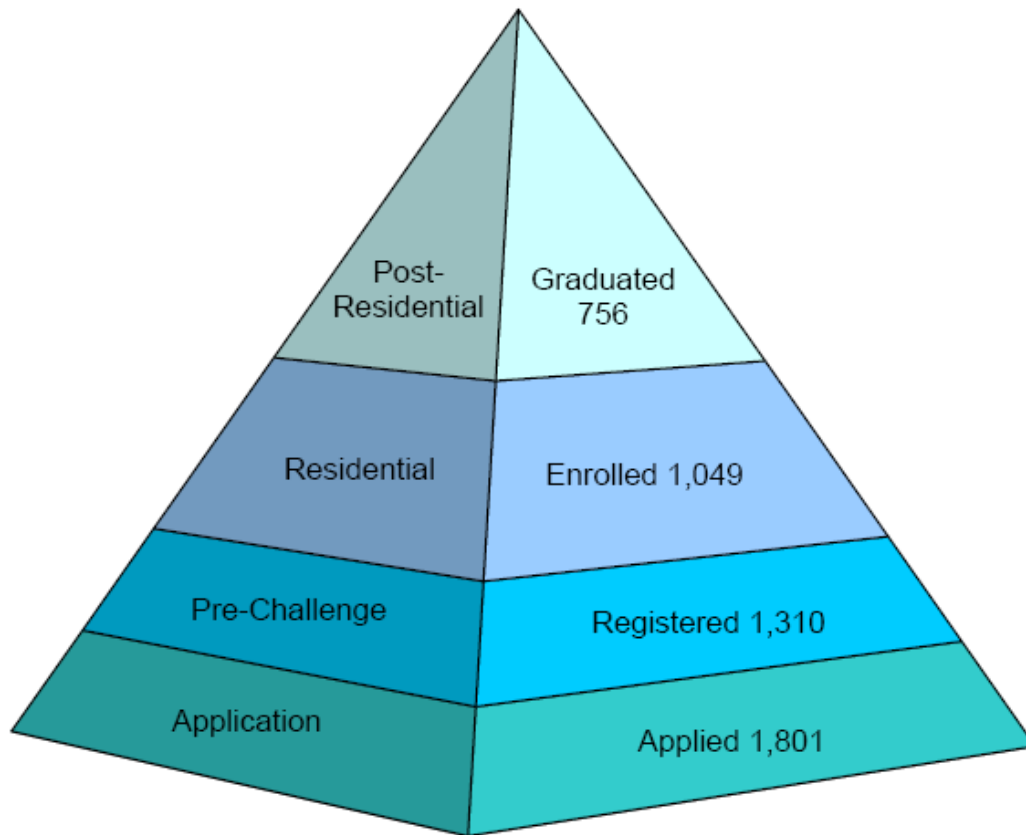 Post-
Residential
Graduated
756
Residential
Enrolled 1,049
Pre-Challenge
Registered 1,310
Application
Applied 1,801